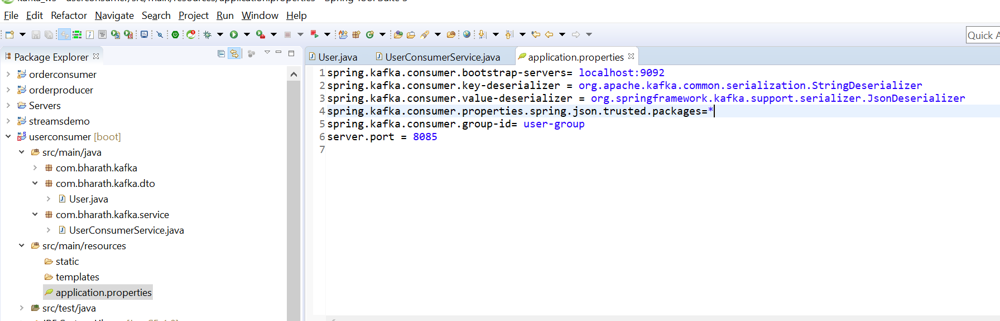 File Edit Refactor Navigate Search Project Run Window Help
Quick A
Package Explorer
User.java UserConsumerService.java application.properties
orderconsumer
orderproducer
Servers
streamsdemo
userconsumer [boot]
src/main/java
com.bharath.kafka
com.bharath.kafka.dto
User.java
com.bharath.kafka.service
UserConsumerService.java
src/main/resources
static
templates
application.properties
src/test/java
1 spring.kafka.consumer.bootstrap-servers= localhost:9092
2 spring.kafka.consumer.key-deserializer = org.apache.kafka.common.serialization.StringDeserializer
3 spring.kafka.consumer.value-deserializer = org.springframework.kafka.support.serializer.JsonDeserializer
4 spring.kafka.consumer.properties.spring.json.trusted.packages=*
5 spring.kafka.consumer.group-id= user-group
6 server.port = 8085
7